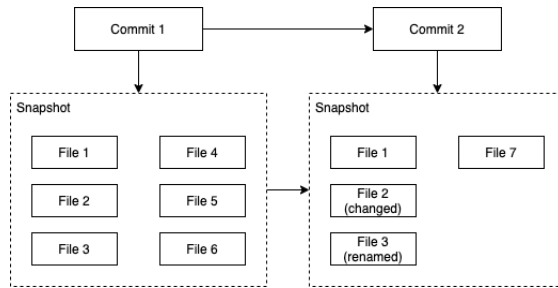 Commit 1
Commit 2
Snapshot
File 1
File 4
File 2
File 5
File 3
File 6
Snapshot
File 1
File 7
File 2
(changed)
File 3
(renamed)